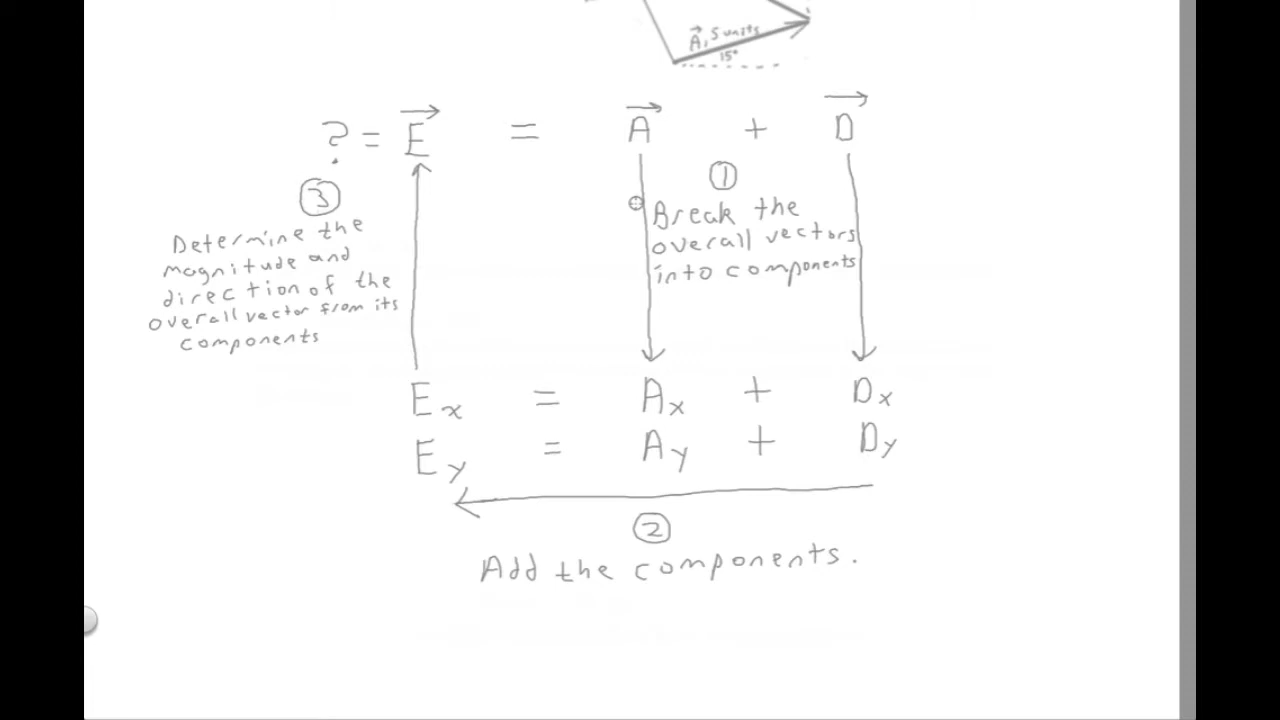 A, 5 units
15°
? = E = A + D
①
Break the
overall vectors
into components
③
Determine the
magnitude and
direction of the
overall vector from its
components
Ex = Ax + Dx
Ey = Ay + Dy
②
Add the components.